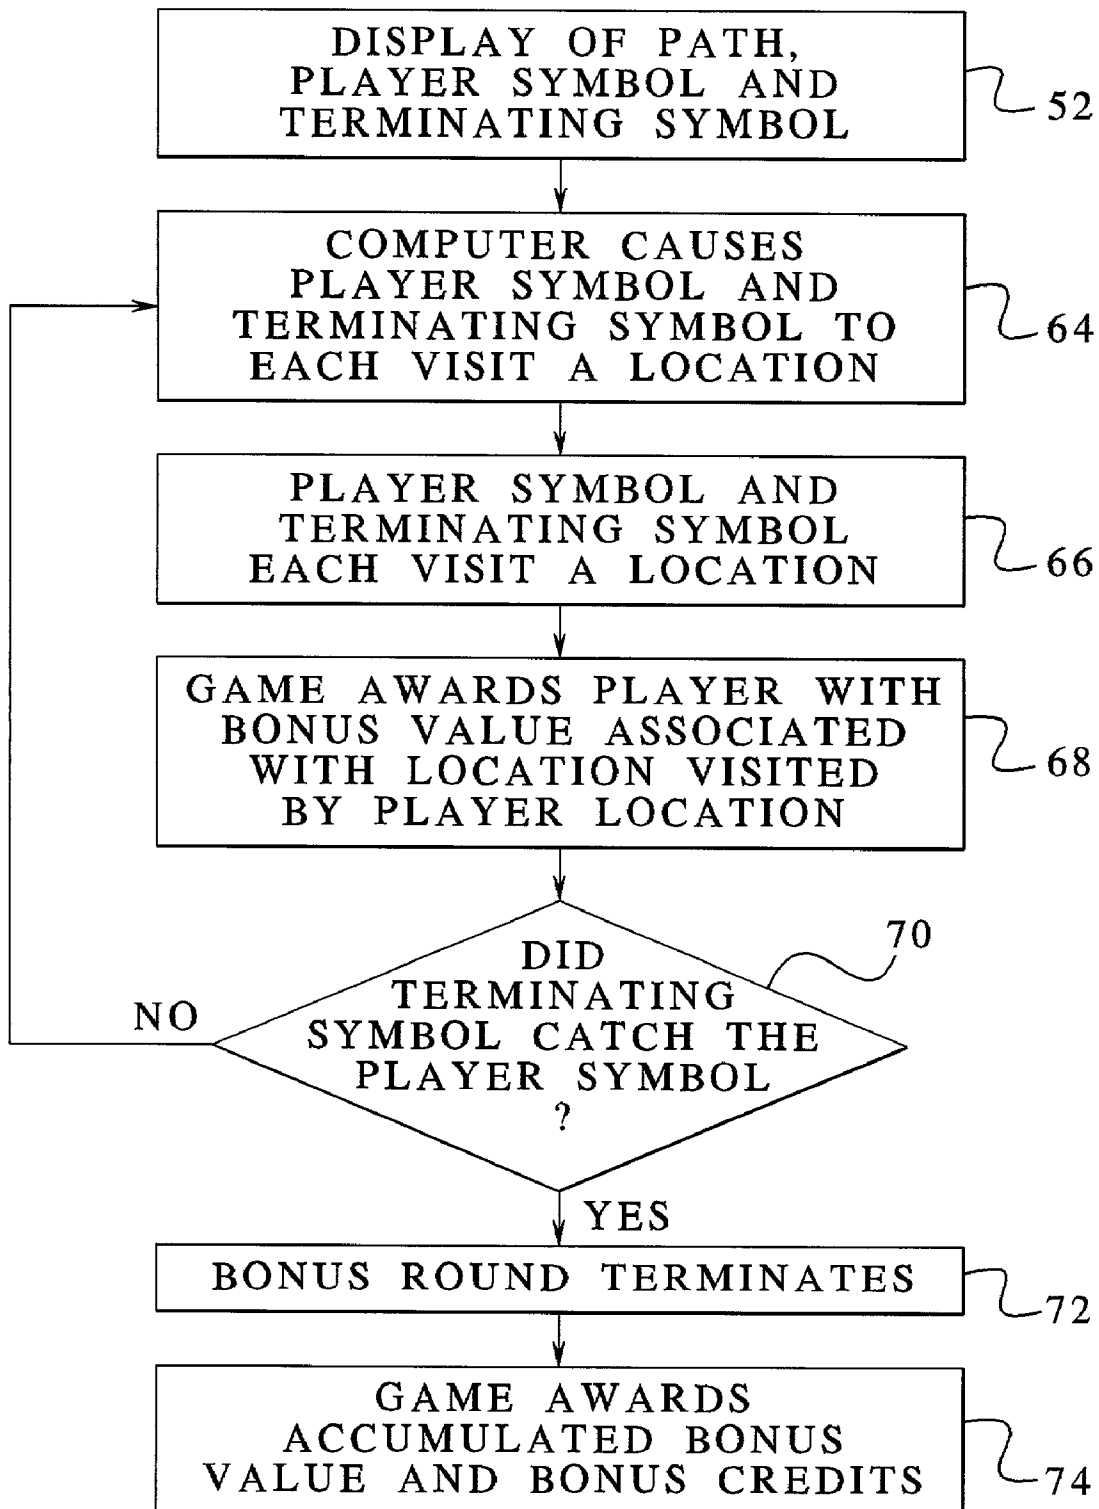 DISPLAY OF PATH,
PLAYER SYMBOL AND
TERMINATING SYMBOL
52
COMPUTER CAUSES
PLAYER SYMBOL AND
TERMINATING SYMBOL TO
EACH VISIT A LOCATION
64
PLAYER SYMBOL AND
TERMINATING SYMBOL
EACH VISIT A LOCATION
66
GAME AWARDS PLAYER WITH
BONUS VALUE ASSOCIATED
WITH LOCATION VISITED
BY PLAYER LOCATION
68
DID
TERMINATING
SYMBOL CATCH THE
PLAYER SYMBOL
?
70
NO
YES
BONUS ROUND TERMINATES
72
GAME AWARDS
ACCUMULATED BONUS
VALUE AND BONUS CREDITS
74